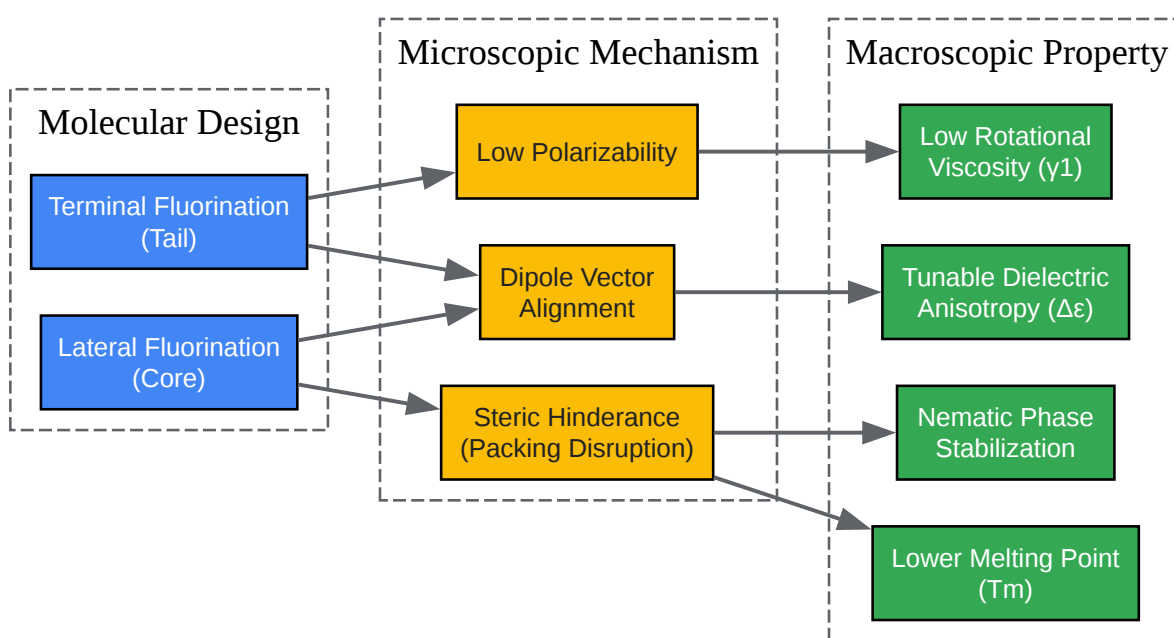 Molecular Design
Terminal Fluorination
(Tail)
Lateral Fluorination
(Core)
Microscopic Mechanism
Low Polarizability
Dipole Vector
Alignment
Steric Hinderance
(Packing Disruption)
Macroscopic Property
Low Rotational
Viscosity (γ1)
Tunable Dielectric
Anisotropy (Δε)
Nematic Phase
Stabilization
Lower Melting Point
(Tm)